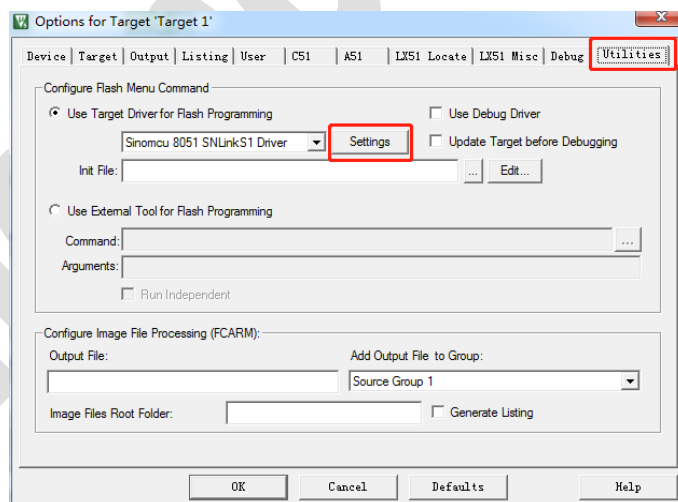 Options for Target 'Target 1'
Device Target Output Listing User C51 A51 LX51 Locate LX51 Misc Debug Utilities
Configure Flash Menu Command
Use Target Driver for Flash Programming Use Debug Driver
Sinomcu 8051 SNLinkS1 Driver Settings Update Target before Debugging
Init File: ... Edit...
Use External Tool for Flash Programming
Command: ...
Arguments:
Run Independent
Configure Image File Processing (FCARM):
Output File: Add Output File to Group:
Source Group 1
Image Files Root Folder: Generate Listing
OK Cancel Defaults Help